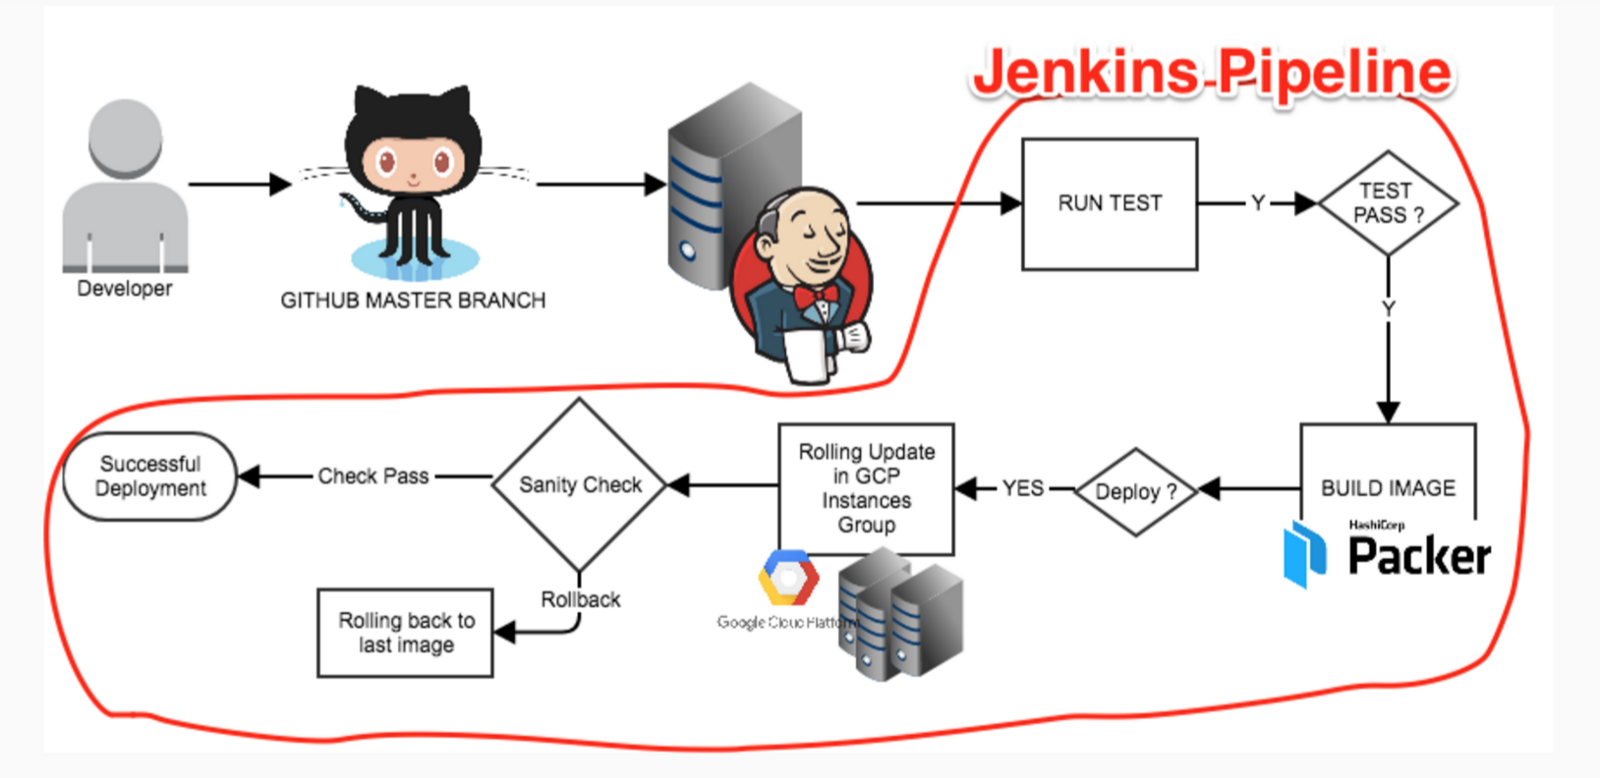 Jenkins Pipeline
Developer
GITHUB MASTER BRANCH
RUN TEST
Y
TEST
PASS ?
Y
BUILD IMAGE
HashiCorp
Packer
Deploy ?
YES
Rolling Update
in GCP
Instances
Group
Google Cloud Platform
Sanity Check
Check Pass
Successful
Deployment
Rollback
Rolling back to
last image